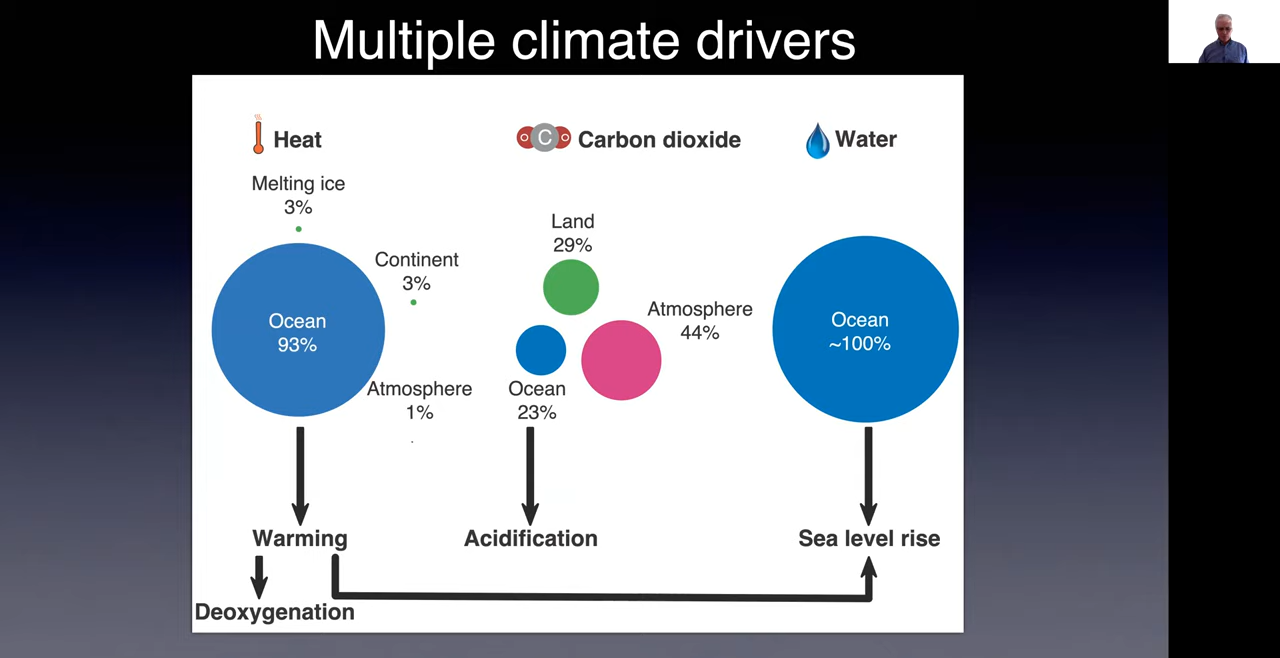 Multiple climate drivers
Heat
O C O
Carbon dioxide
Water
Melting ice
3%
Continent
3%
Ocean
93%
Atmosphere
1%
Land
29%
Atmosphere
44%
Ocean
23%
Ocean
~100%
Warming
Acidification
Sea level rise
Deoxygenation